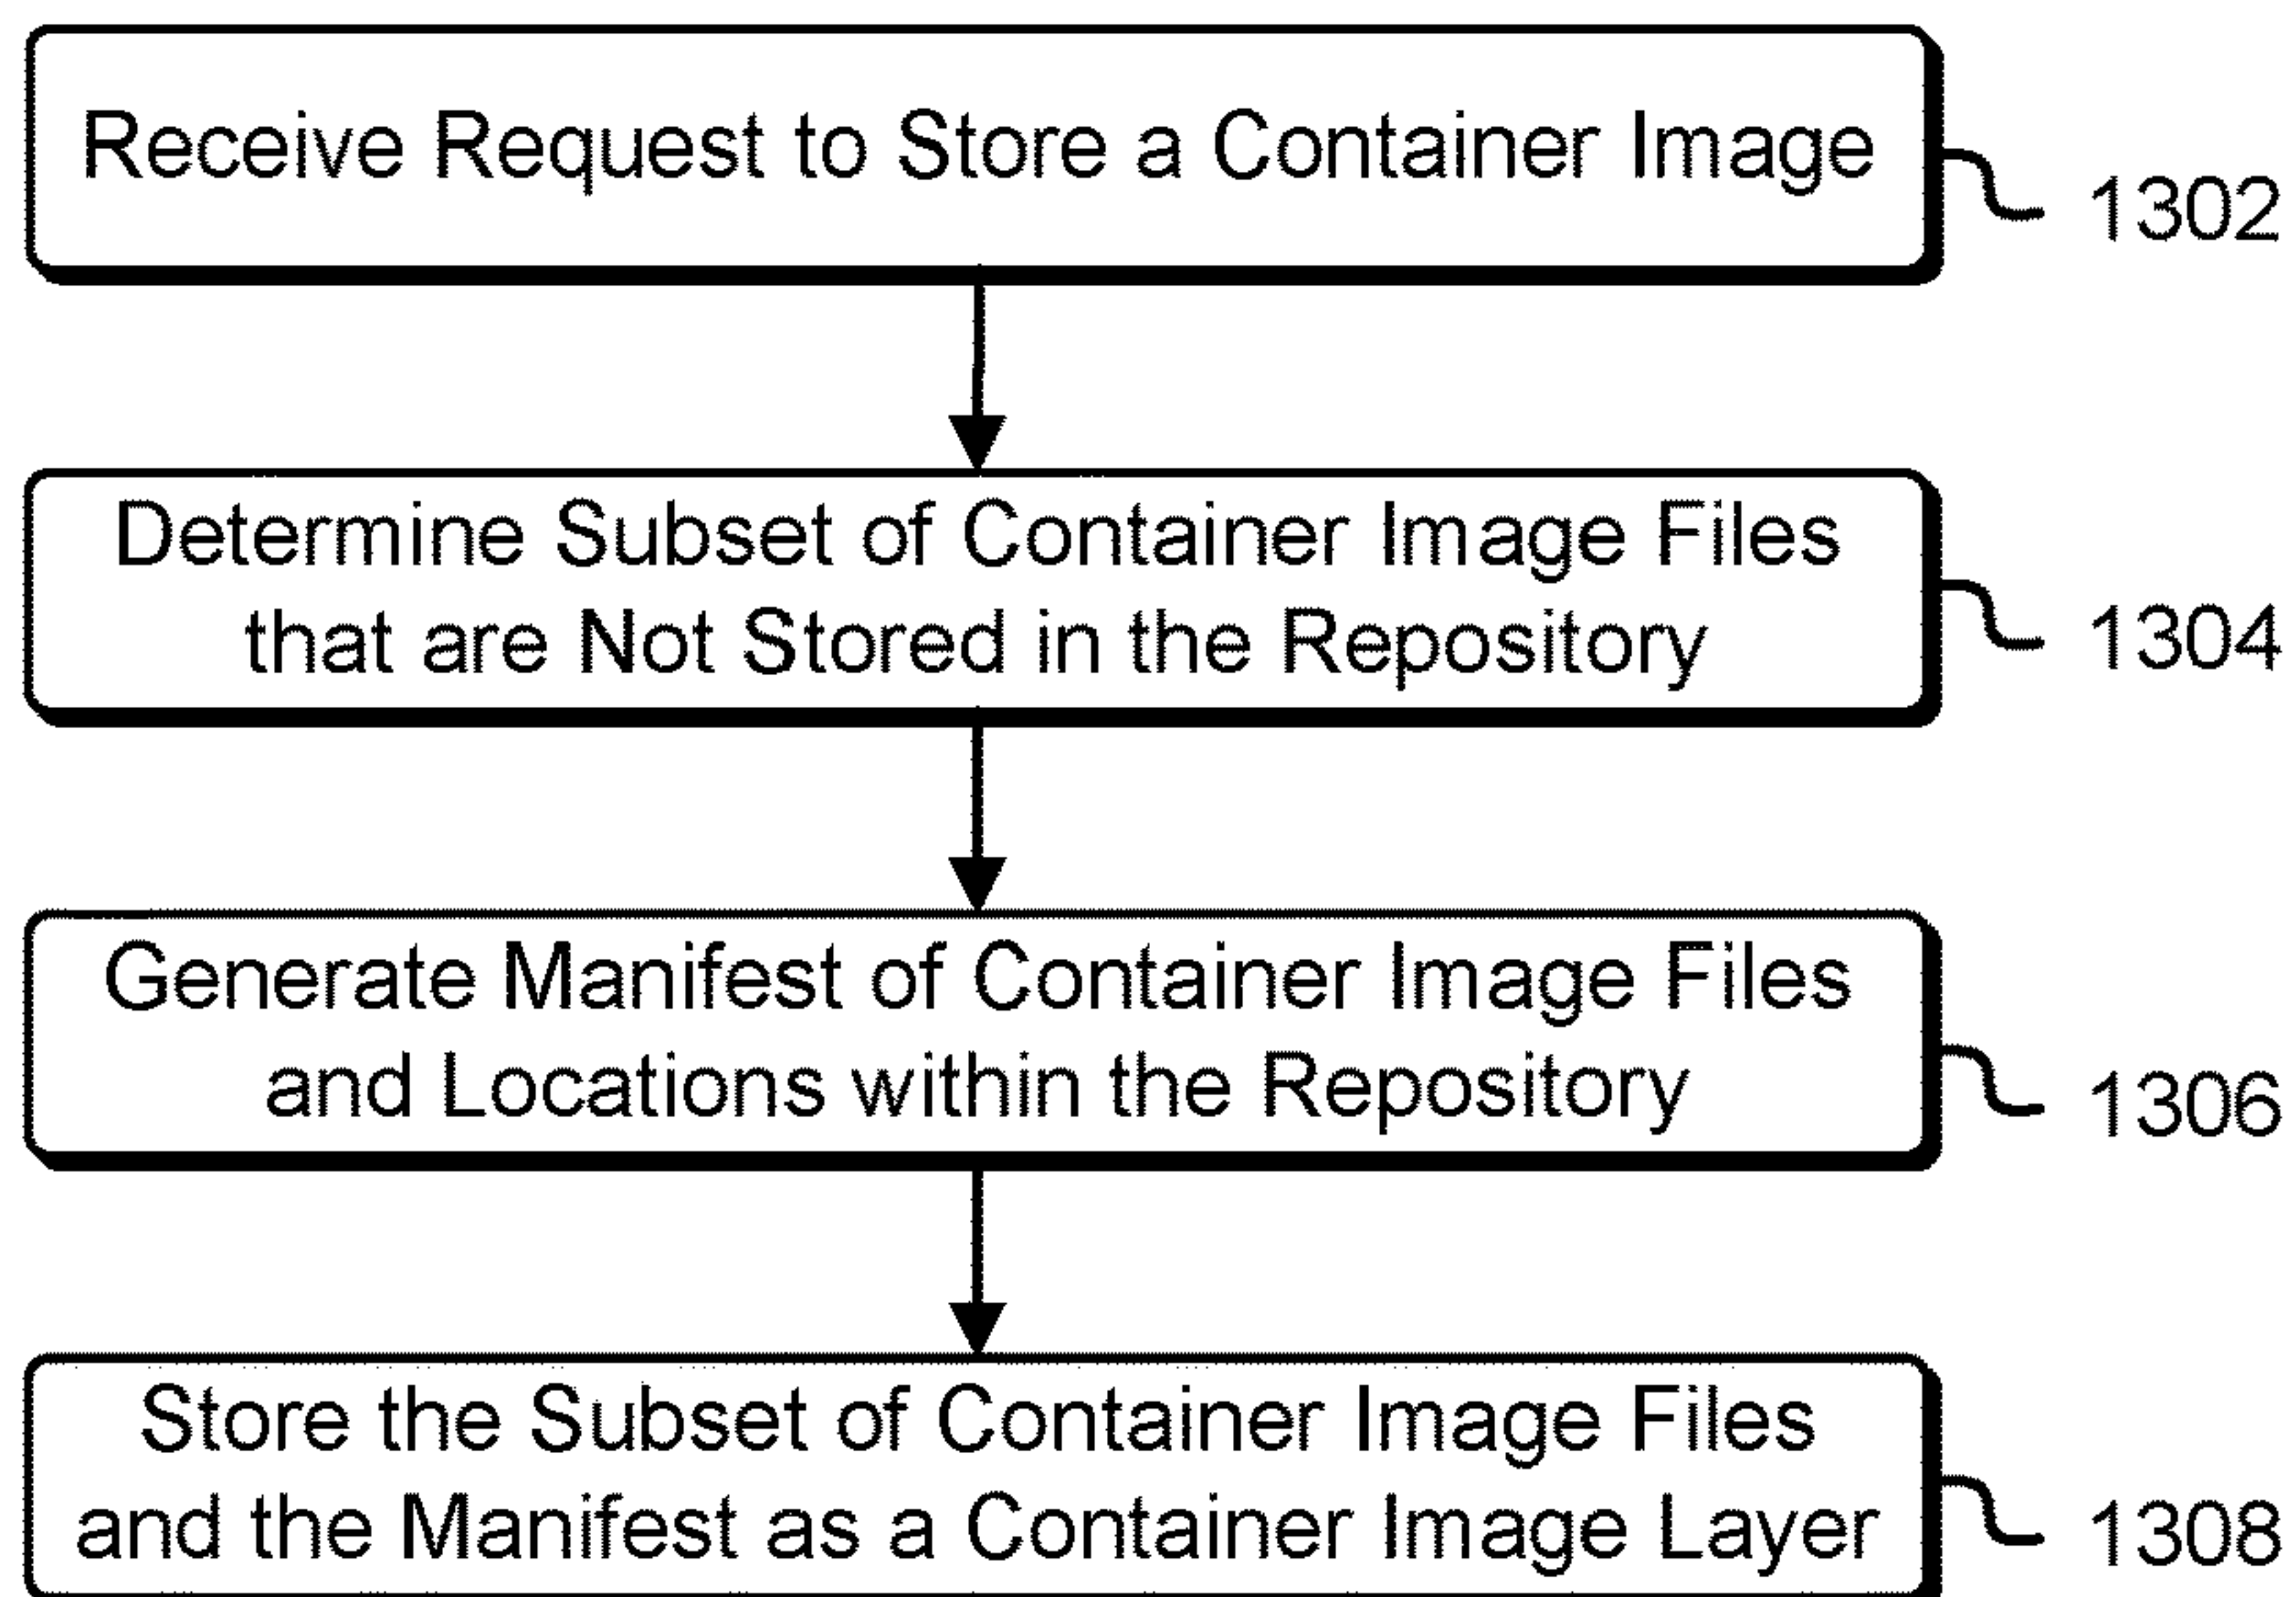 Receive Request to Store a Container Image
1302
Determine Subset of Container Image Files
that are Not Stored in the Repository
1304
Generate Manifest of Container Image Files
and Locations within the Repository
1306
Store the Subset of Container Image Files
and the Manifest as a Container Image Layer
1308